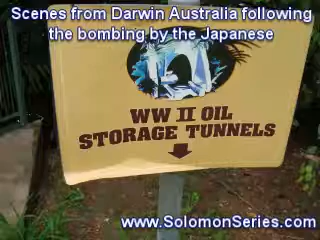 Scenes from Darwin Australia following
the bombing by the Japanese
WW II OIL
STORAGE TUNNELS
www.SolomonSeries.com